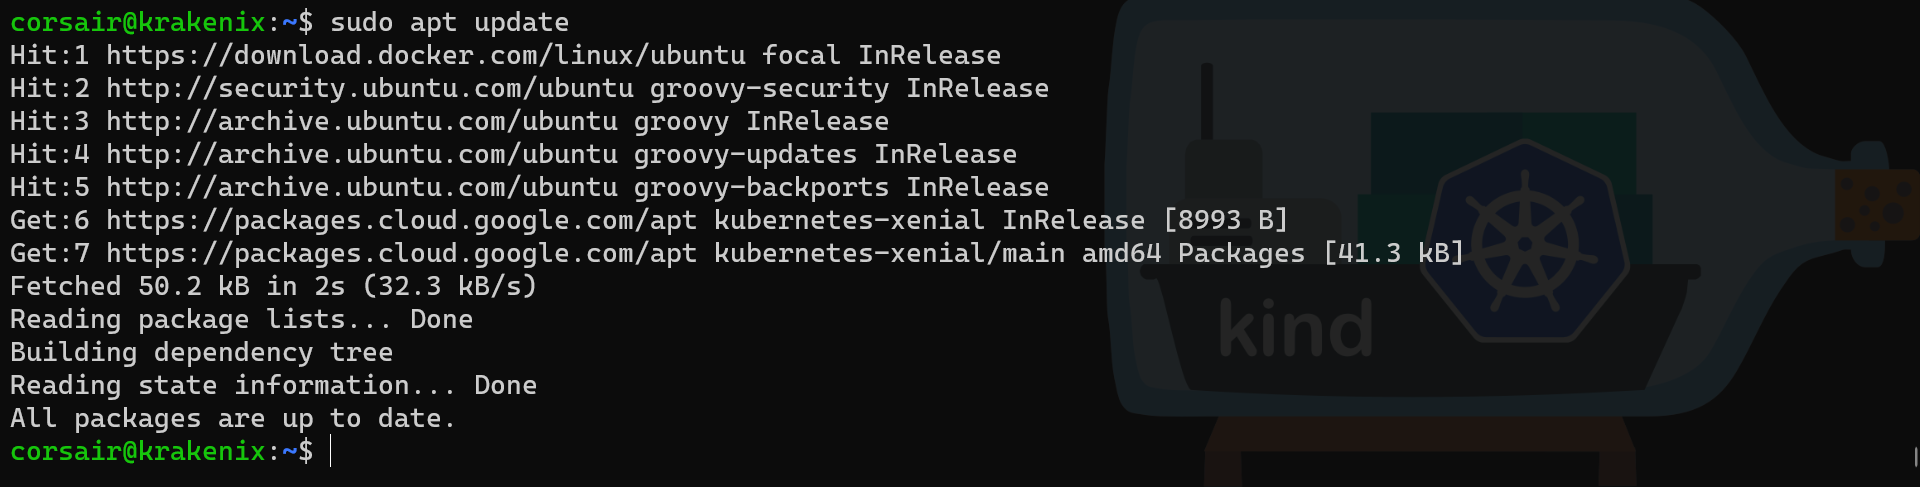 corsair@krakenix:~$ sudo apt update
Hit:1 https://download.docker.com/linux/ubuntu focal InRelease
Hit:2 http://security.ubuntu.com/ubuntu groovy-security InRelease
Hit:3 http://archive.ubuntu.com/ubuntu groovy InRelease
Hit:4 http://archive.ubuntu.com/ubuntu groovy-updates InRelease
Hit:5 http://archive.ubuntu.com/ubuntu groovy-backports InRelease
Get:6 https://packages.cloud.google.com/apt kubernetes-xenial InRelease [8993 B]
Get:7 https://packages.cloud.google.com/apt kubernetes-xenial/main amd64 Packages [41.3 kB]
Fetched 50.2 kB in 2s (32.3 kB/s)
Reading package lists... Done
Building dependency tree
Reading state information... Done
All packages are up to date.
corsair@krakenix:~$
kind